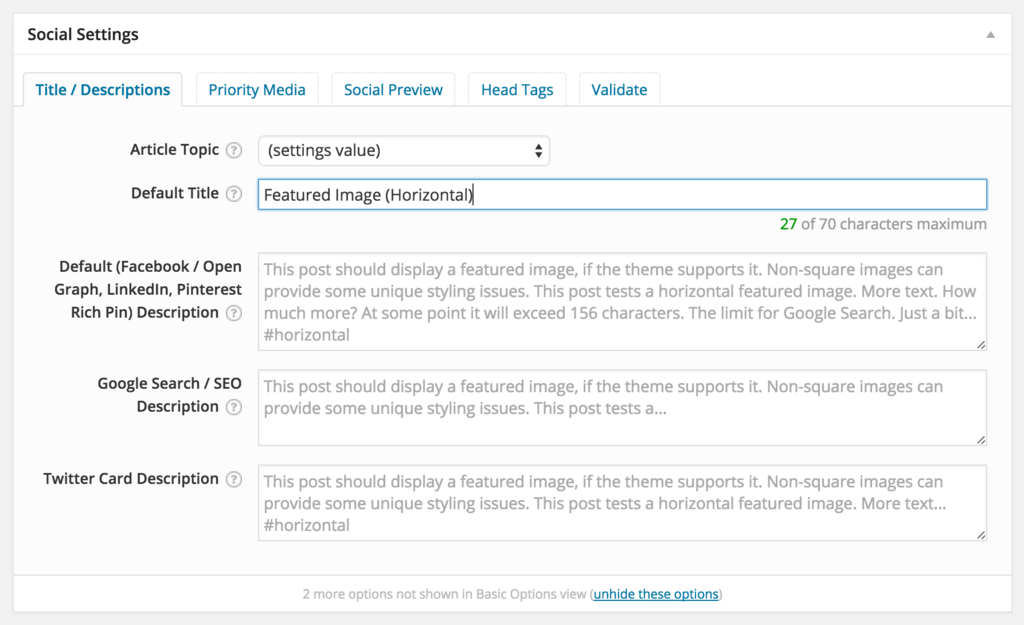 Social Settings
Title / Descriptions
Priority Media
Social Preview
Head Tags
Validate
Article Topic ?
(settings value)
Default Title ?
Featured Image (Horizontal)
27 of 70 characters maximum
Default (Facebook / Open
Graph, LinkedIn, Pinterest
Rich Pin) Description ?
This post should display a featured image, if the theme supports it. Non-square images can
provide some unique styling issues. This post tests a horizontal featured image. More text. How
much more? At some point it will exceed 156 characters. The limit for Google Search. Just a bit...
#horizontal
Google Search / SEO
Description ?
This post should display a featured image, if the theme supports it. Non-square images can
provide some unique styling issues. This post tests a...
Twitter Card Description ?
This post should display a featured image, if the theme supports it. Non-square images can
provide some unique styling issues. This post tests a horizontal featured image. More text...
#horizontal
2 more options not shown in Basic Options view (unhide these options)